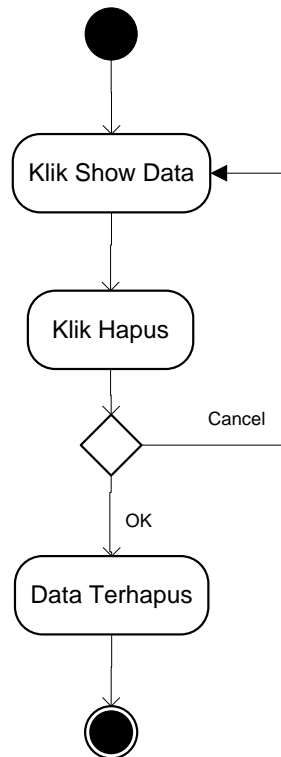 Klik Show Data
Klik Hapus
Cancel
OK
Data Terhapus